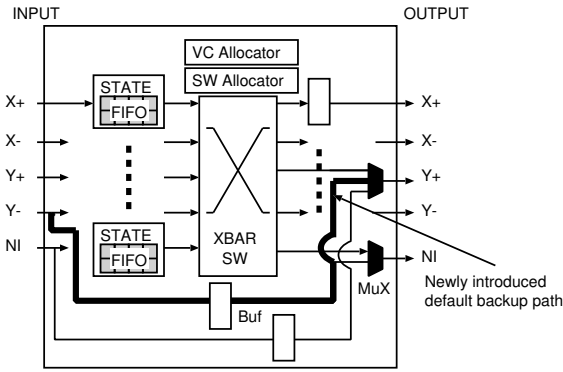 INPUT
OUTPUT
VC Allocator
SW Allocator
STATE
FIFO
X+
X+
X-
X-
Y+
Y+
Y-
Y-
STATE
FIFO
XBAR
SW
NI
NI
MuX
Buf
Newly introduced
default backup path